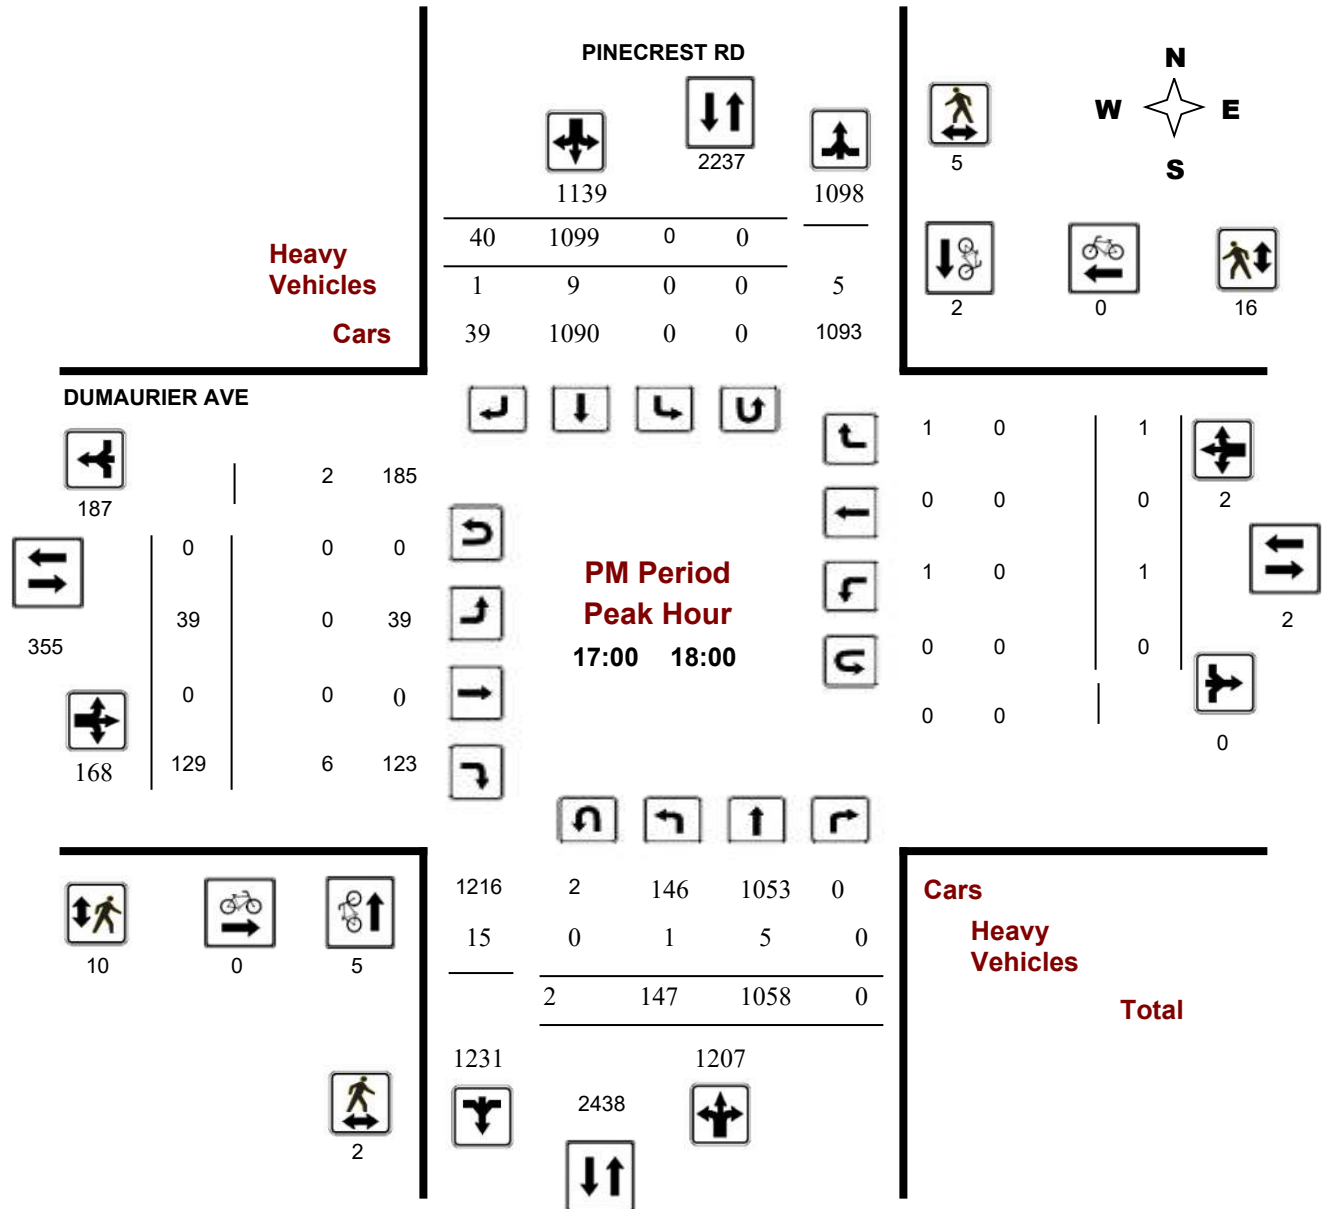 PINECREST RD
N
W E
S
2237
5
1139 1098
40 1099 0 0
Heavy
Vehicles
1 9 0 0 5
Cars
39 1090 0 0 1093
2 0 16
DUMAURIER AVE
1 0 1
2 185
187
0 0 0 2
0 0 0
PM Period
1 0 1
Peak Hour
39 0 39
2
355
17:00 18:00
0 0 0
0 0 0
0 0
0
168
129 6 123
1216 2 146 1053 0
Cars
15 0 1 5 0
Heavy
Vehicles
10 0 5
2 147 1058 0
Total
1231 1207
2438
2